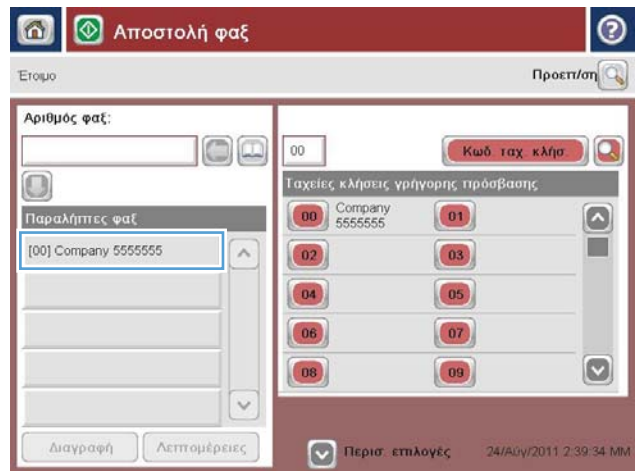 Αποστολή φαξ
?
Έτοιμο
Προεπ/ση
Αριθμός φαξ:
00
Κωδ. ταχ. κλήσ.
Ταχείες κλήσεις γρήγορης πρόσβασης
Παραλήπτες φαξ
[00] Company 5555555
00 Company 5555555 01
02 03
04 05
06 07
08 09
Διαγραφή Λεπτομέρειες
Περισ. επιλογές
24/Αύγ/2011 2:39:34 MM